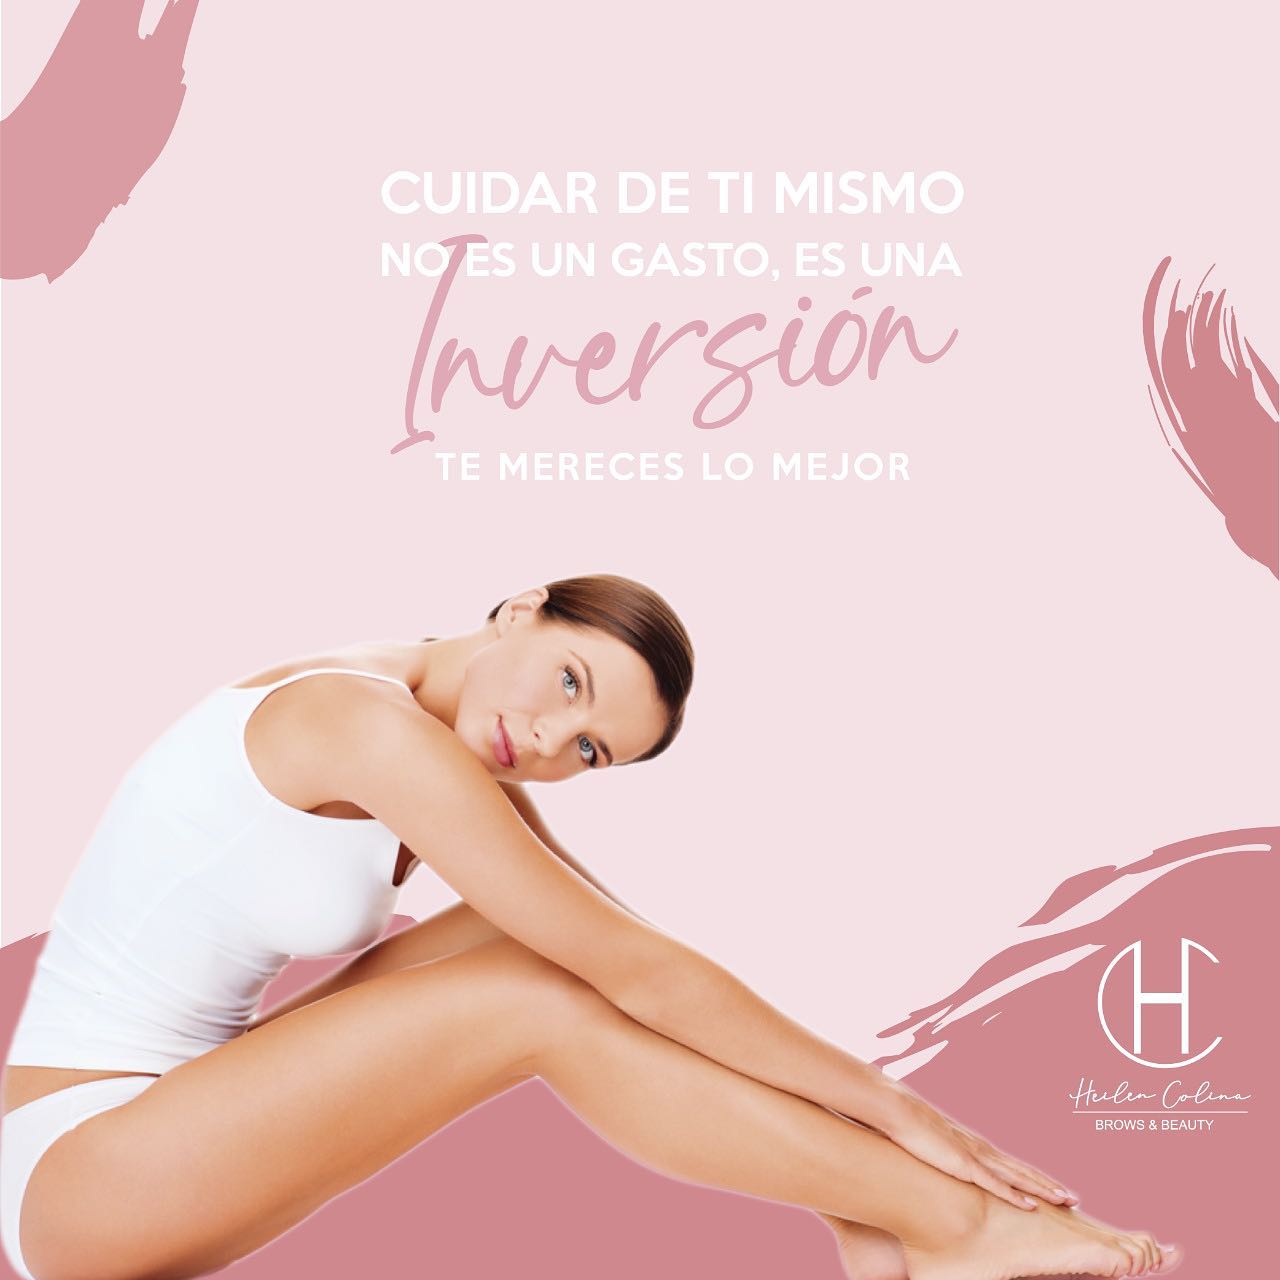 CUIDAR DE TI MISMO
NO ES UN GASTO, ES UNA
Inversión
TE MERECES LO MEJOR
HC
Heilen Colina
BROWS & BEAUTY